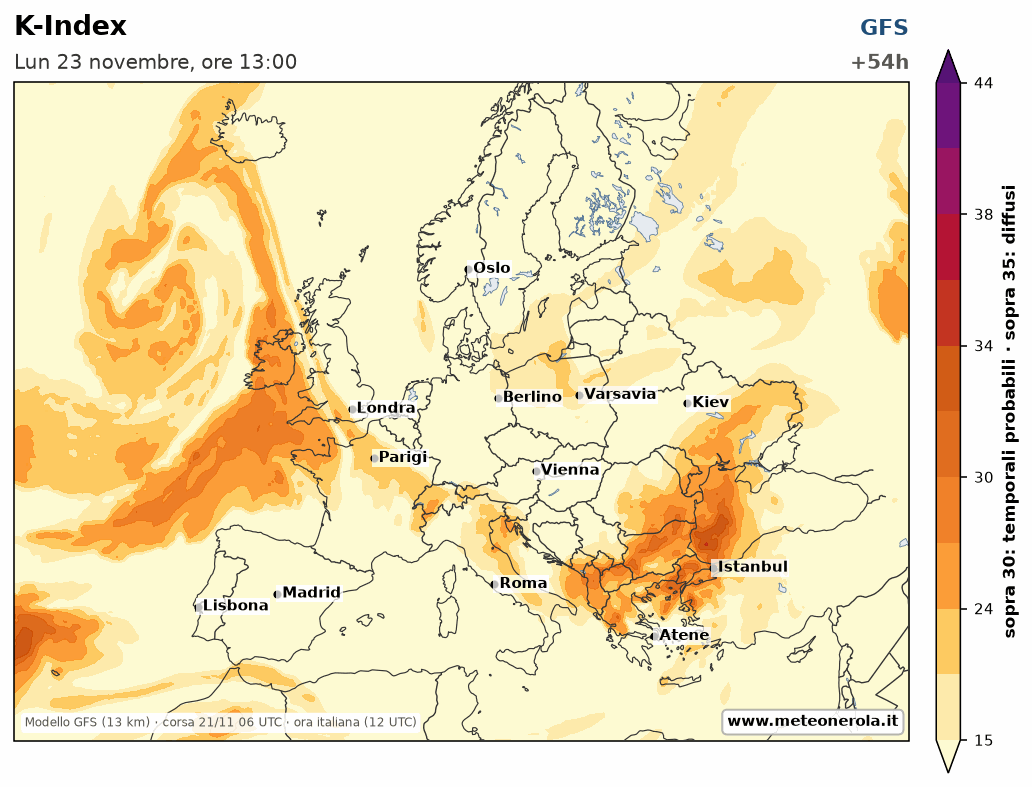 K-Index
GFS
Lun 23 novembre, ore 13:00
+54h
44
38
34
30
24
15
sopra 30: temporali probabili · sopra 35: diffusi
Oslo
Berlino
Varsavia
Kiev
Londra
Parigi
Vienna
Istanbul
Roma
Madrid
Lisbona
Atene
Modello GFS (13 km) · corsa 21/11 06 UTC · ora italiana (12 UTC)
www.meteonerola.it